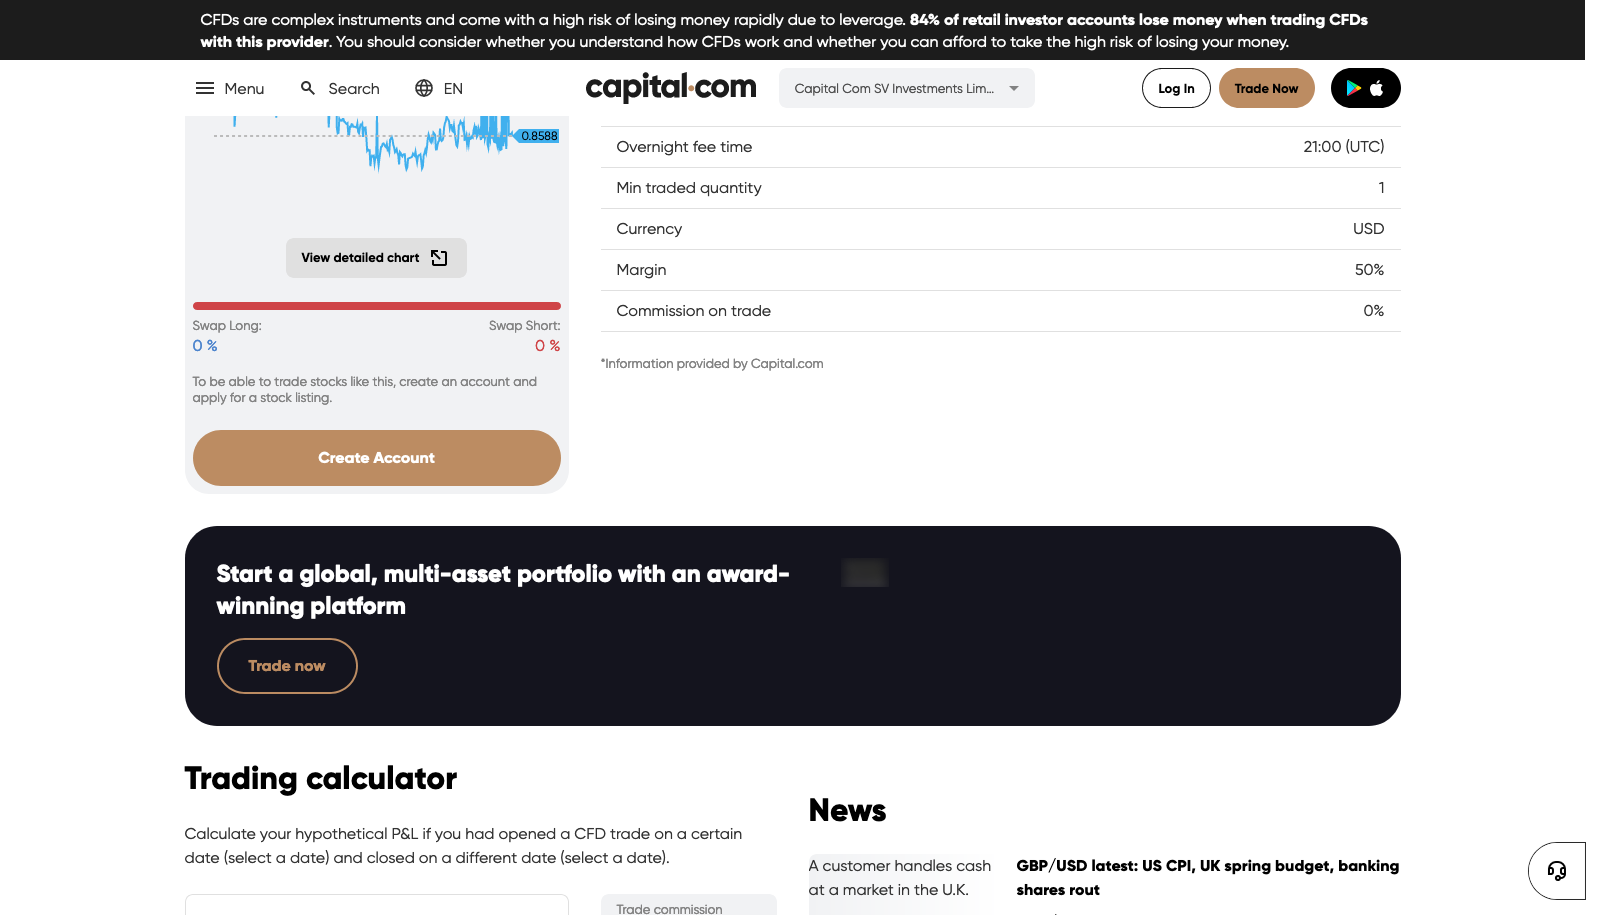 CFDs are complex instruments and come with a high risk of losing money rapidly due to leverage. 84% of retail investor accounts lose money when trading CFDs
with this provider. You should consider whether you understand how CFDs work and whether you can afford to take the high risk of losing your money.
Menu
Search
EN
capital.com
Capital Com SV Investments Lim...
Log In
Trade Now
0.8588
View detailed chart
Swap Long:
Swap Short:
0 %
0 %
To be able to trade stocks like this, create an account and
apply for a stock listing.
Create Account
Overnight fee time
21:00 (UTC)
Min traded quantity
1
Currency
USD
Margin
50%
Commission on trade
0%
*Information provided by Capital.com
Start a global, multi-asset portfolio with an award-
winning platform
Trade now
Trading calculator
Calculate your hypothetical P&L if you had opened a CFD trade on a certain
date (select a date) and closed on a different date (select a date).
Trade commission
News
A customer handles cash
at a market in the U.K.
GBP/USD latest: US CPI, UK spring budget, banking
shares rout